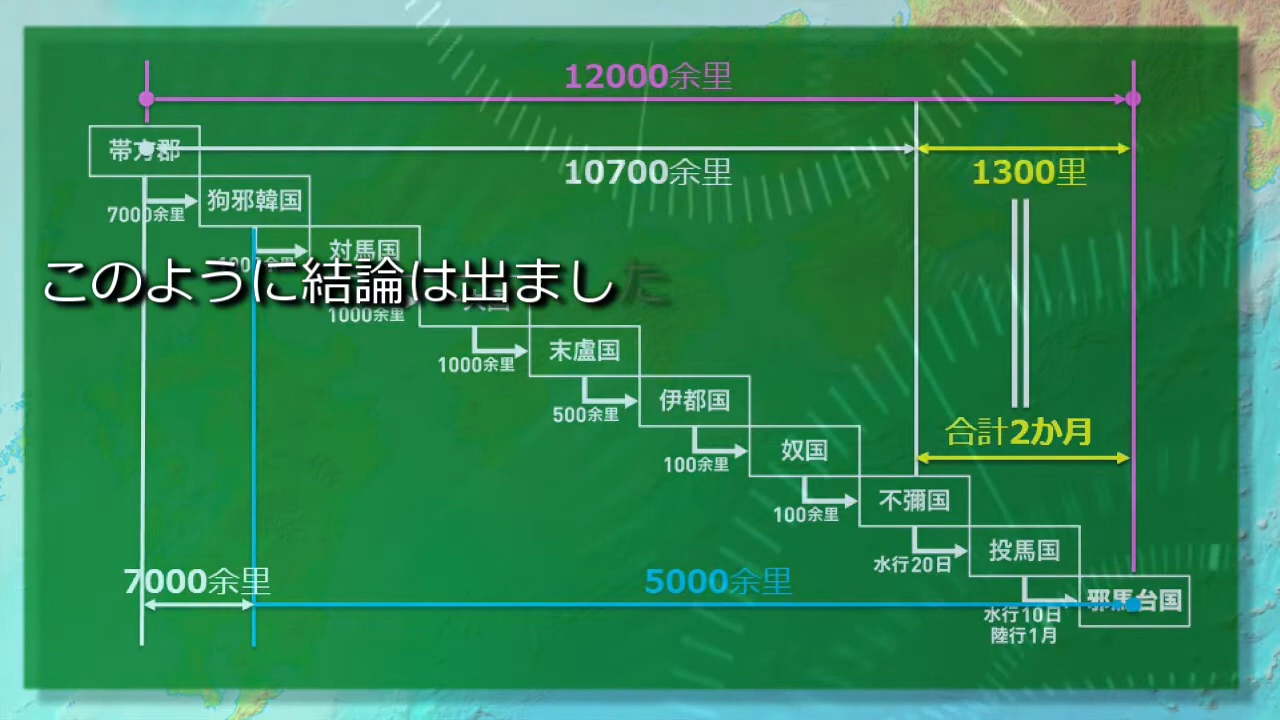 12000余里
帯方郡
10700余里
1300里
7000余里
狗邪韓国
対馬国
このように結論は出ました
1000余里
末盧国
1000余里
伊都国
500余里
合計2か月
奴国
100余里
不彌国
100余里
投馬国
水行20日
7000余里
5000余里
邪馬台国
水行10日
陸行1月